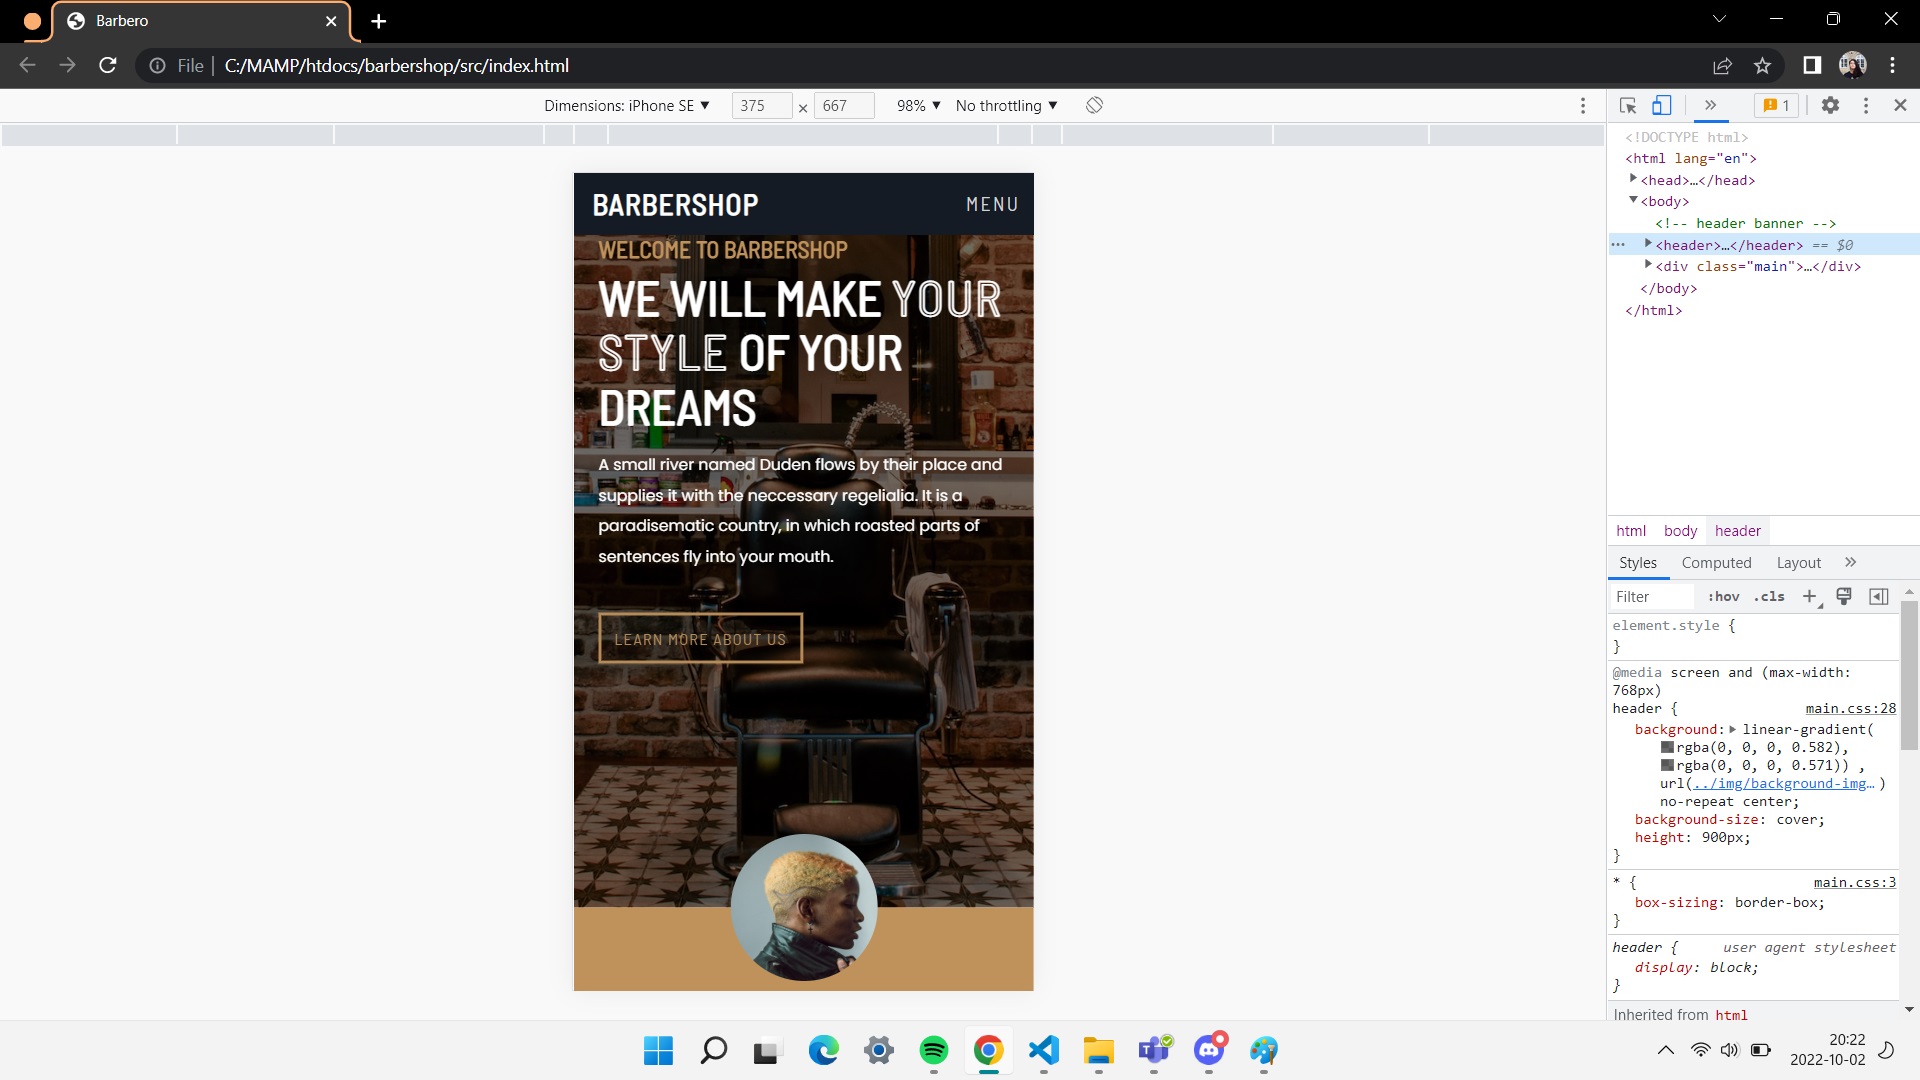 Barbero
File
C:/MAMP/htdocs/barbershop/src/index.html
Dimensions: iPhone SE ▼ 375 × 667 98% ▼ No throttling ▼
1
<!DOCTYPE html>
<html lang="en">
<head>…</head>
<body>
<!-- header banner -->
<header>…</header> == $0
<div class="main">…</div>
</body>
</html>
BARBERSHOP
MENU
WELCOME TO BARBERSHOP
WE WILL MAKE YOUR
STYLE OF YOUR
DREAMS
A small river named Duden flows by their place and
supplies it with the neccessary regelialia. It is a
paradisematic country, in which roasted parts of
sentences fly into your mouth.
LEARN MORE ABOUT US
html body header
Styles Computed Layout
Filter :hov .cls
element.style {
}
@media screen and (max-width:
768px)
header { main.css:28
background: linear-gradient(
rgba(0, 0, 0, 0.582),
rgba(0, 0, 0, 0.571)) ,
url(../img/background-img…)
no-repeat center;
background-size: cover;
height: 900px;
}
* { main.css:3
box-sizing: border-box;
}
header { user agent stylesheet
display: block;
}
Inherited from html
20:22
2022-10-02